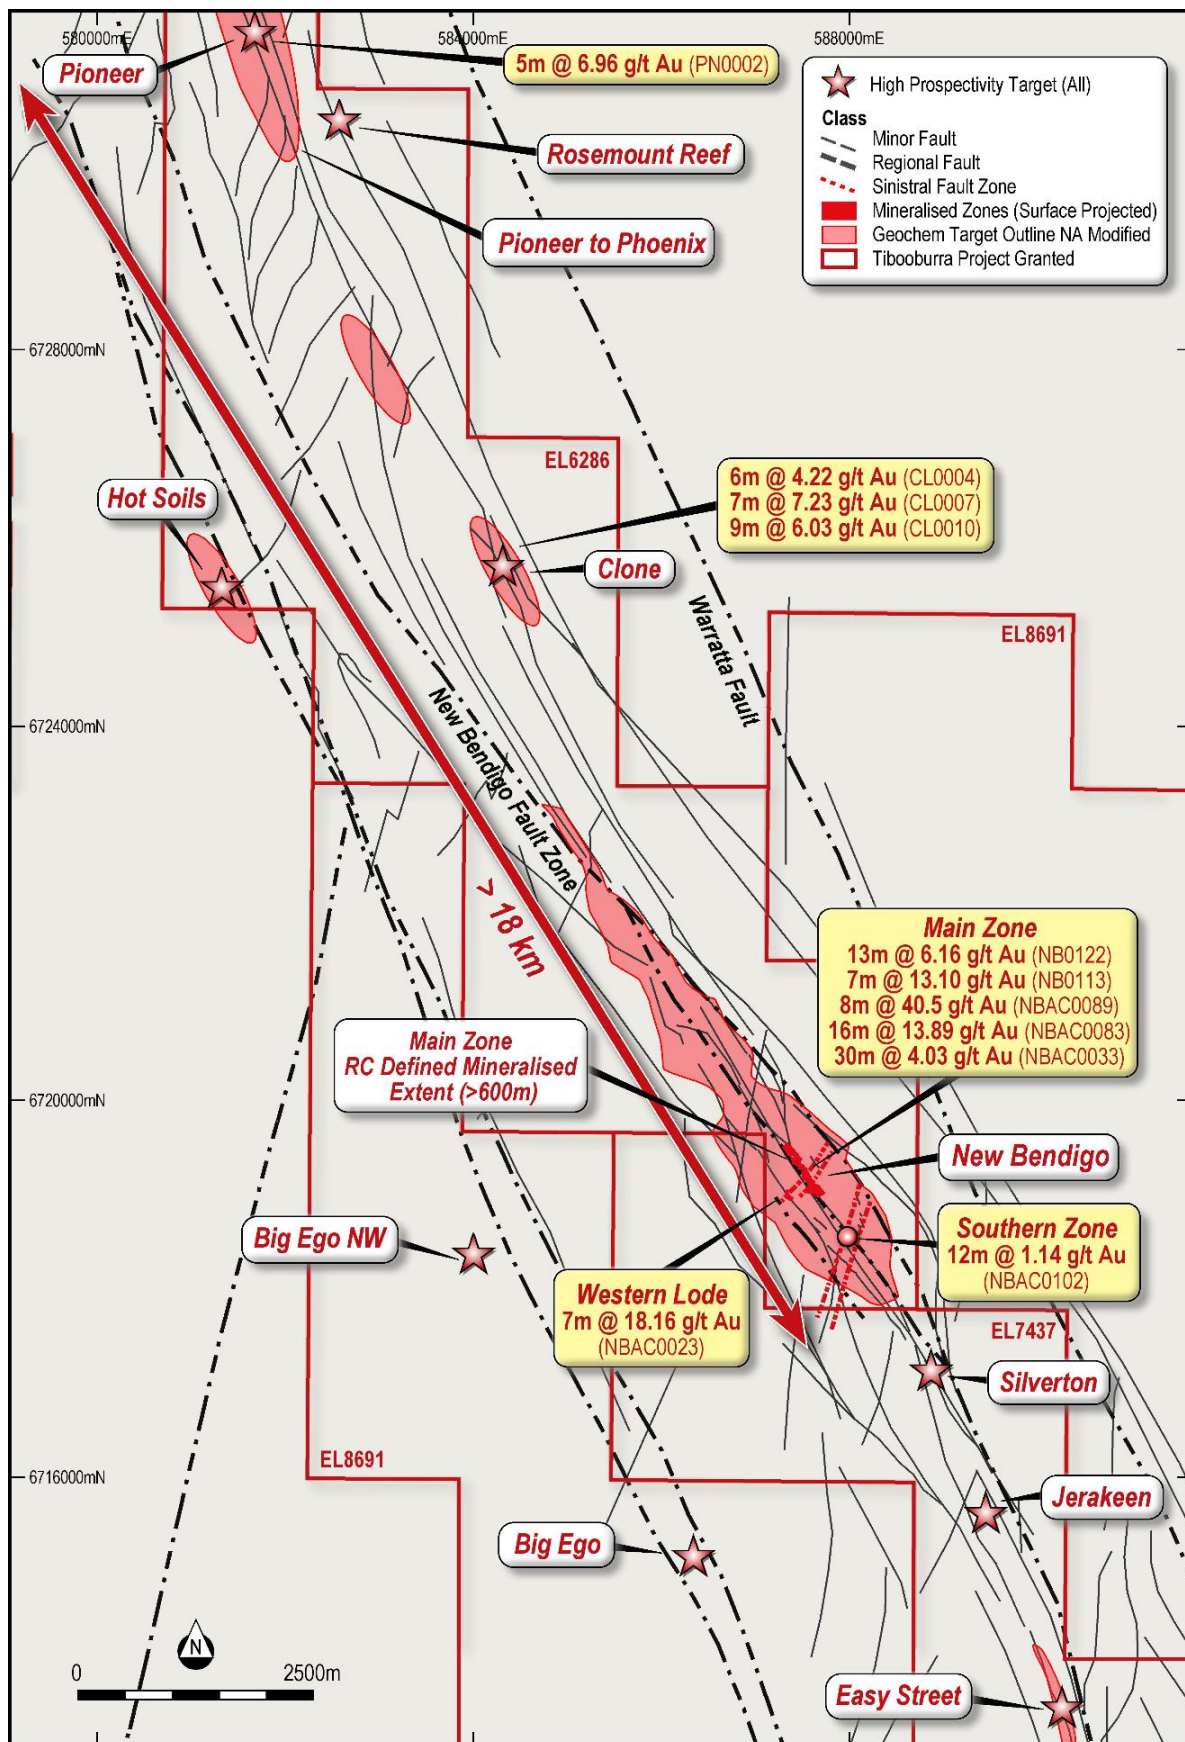 580000mE
584000mE
588000mE
Pioneer
5m @ 6.96 g/t Au (PN0002)
High Prospectivity Target (All)
Class
Minor Fault
Regional Fault
Sinistral Fault Zone
Mineralised Zones (Surface Projected)
Geochem Target Outline NA Modified
Tibooburra Project Granted
Rosemount Reef
Pioneer to Phoenix
6728000mN
EL6286
Hot Soils
6m @ 4.22 g/t Au (CL0004)
7m @ 7.23 g/t Au (CL0007)
9m @ 6.03 g/t Au (CL0010)
Clone
Warratta Fault
EL8691
6724000mN
New Bendigo Fault Zone
> 18 km
Main Zone
13m @ 6.16 g/t Au (NB0122)
7m @ 13.10 g/t Au (NB0113)
8m @ 40.5 g/t Au (NBAC0089)
16m @ 13.89 g/t Au (NBAC0083)
30m @ 4.03 g/t Au (NBAC0033)
Main Zone
RC Defined Mineralised
Extent (>600m)
6720000mN
New Bendigo
Big Ego NW
Southern Zone
12m @ 1.14 g/t Au
(NBAC0102)
Western Lode
7m @ 18.16 g/t Au
(NBAC0023)
EL7437
Silverton
EL8691
6716000mN
Jerakeen
Big Ego
N
0
2500m
Easy Street